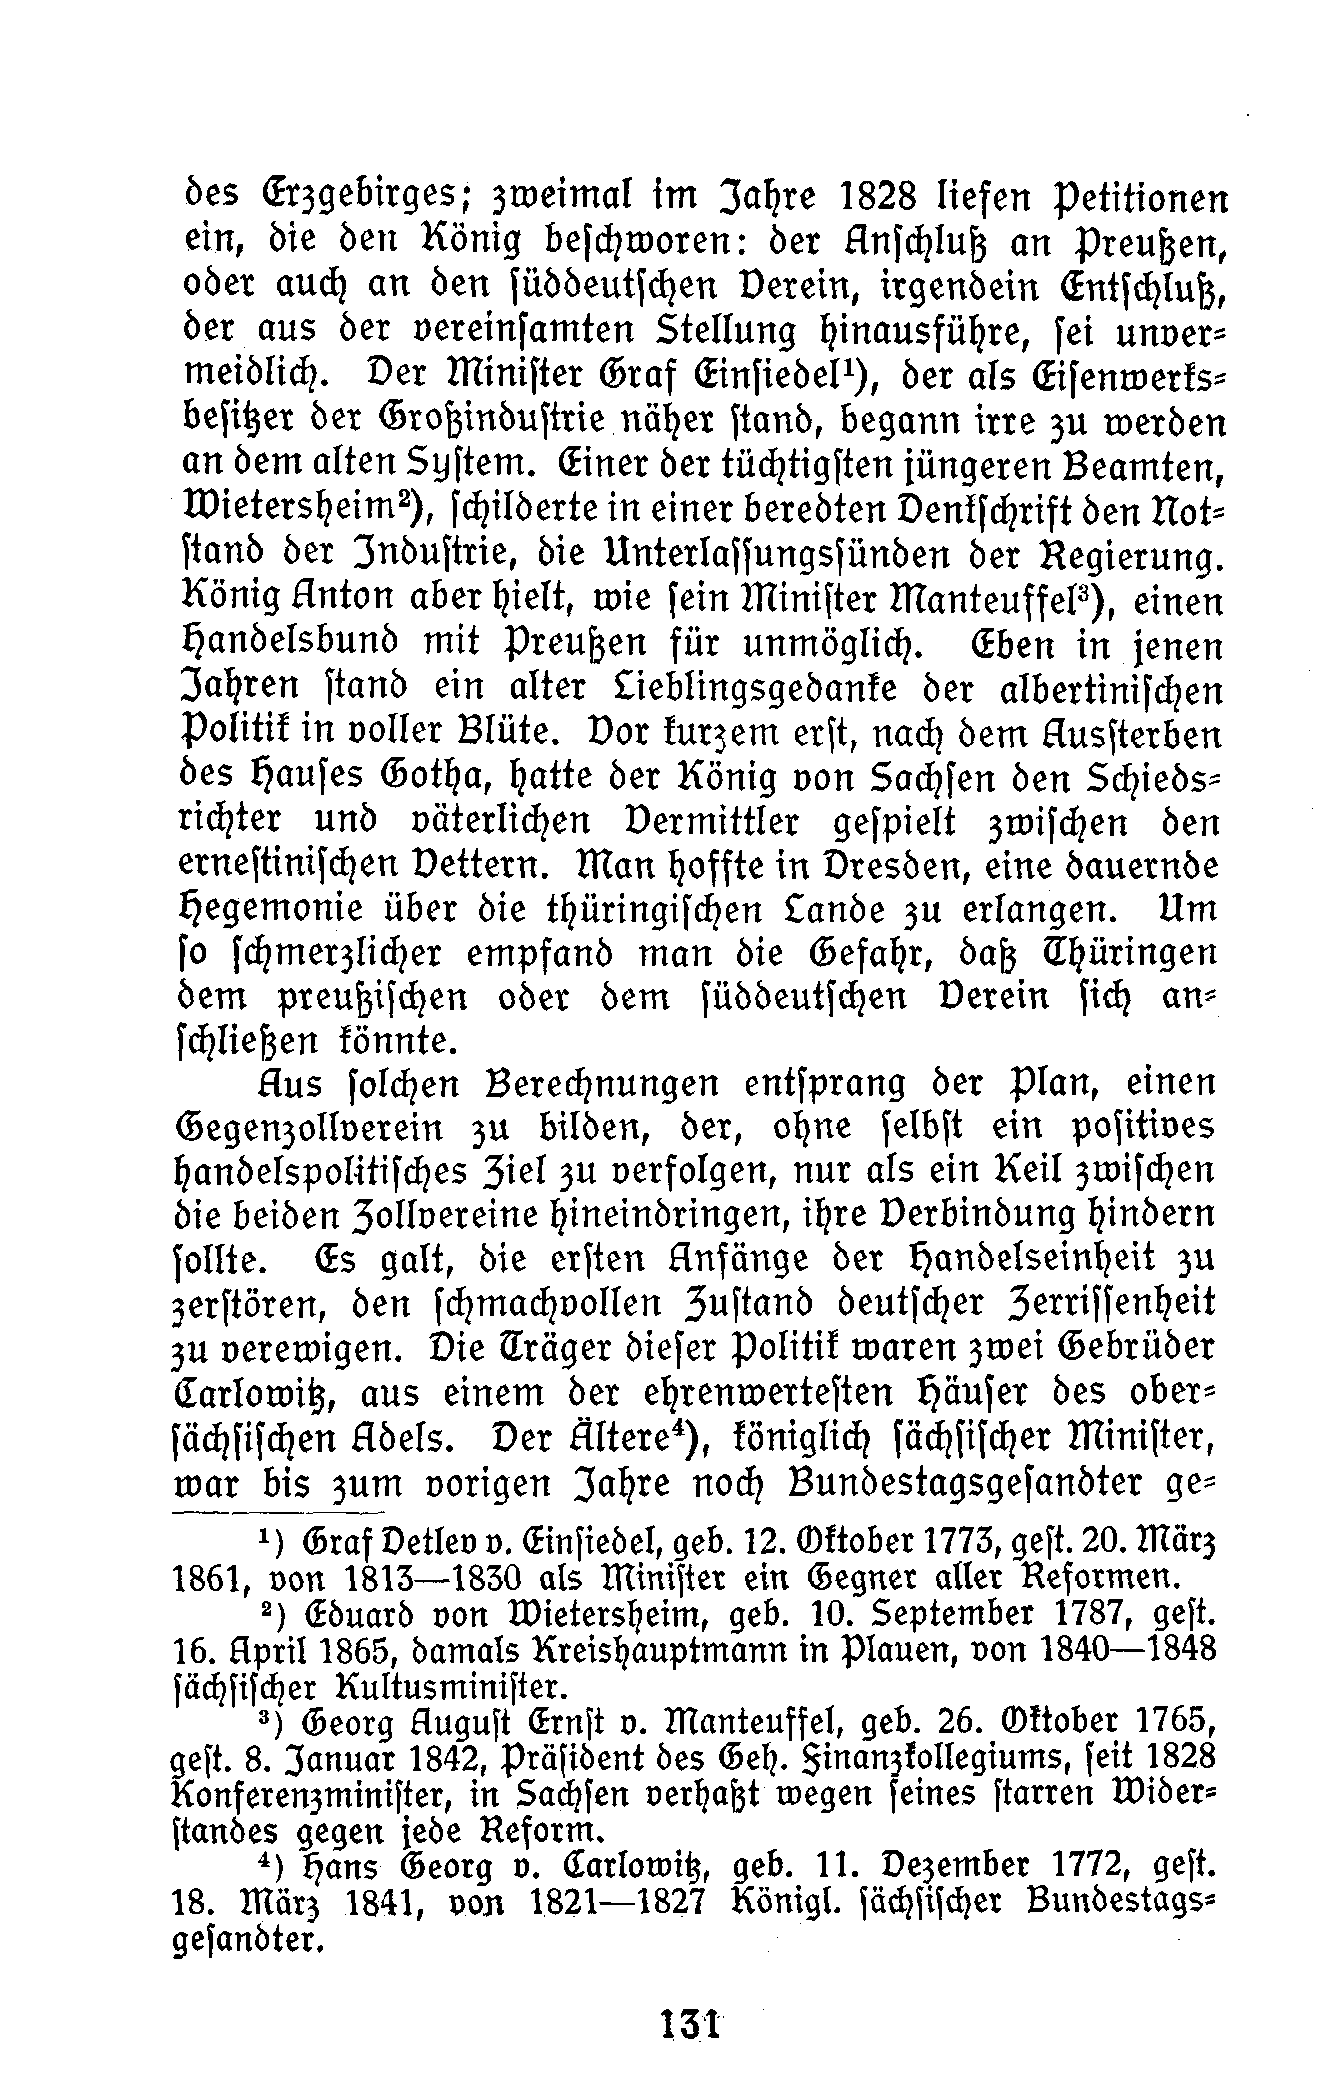 des Erzgebirges; zweimal im Jahre 1828 liefen Petitionen
ein, die den König beschworen: der Anschluß an Preußen,
oder auch an den süddeutschen Verein, irgendein Entschluß,
der aus der vereinsamten Stellung hinausführe, sei unver-
meidlich. Der Minister Graf Einsiedel¹), der als Eisenwerks-
besitzer der Großindustrie näher stand, begann irre zu werden
an dem alten System. Einer der tüchtigsten jüngeren Beamten,
Wietersheim²), schilderte in einer beredten Denkschrift den Not-
stand der Industrie, die Unterlassungssünden der Regierung.
König Anton aber hielt, wie sein Minister Manteuffel³), einen
Handelsbund mit Preußen für unmöglich. Eben in jenen
Jahren stand ein alter Lieblingsgedanke der albertinischen
Politik in voller Blüte. Vor kurzem erst, nach dem Aussterben
des Hauses Gotha, hatte der König von Sachsen den Schieds-
richter und väterlichen Vermittler gespielt zwischen den
ernestinischen Vettern. Man hoffte in Dresden, eine dauernde
Hegemonie über die thüringischen Lande zu erlangen. Um
so schmerzlicher empfand man die Gefahr, daß Thüringen
dem preußischen oder dem süddeutschen Verein sich an-
schließen könnte.
Aus solchen Berechnungen entsprang der Plan, einen
Gegenzollverein zu bilden, der, ohne selbst ein positives
handelspolitisches Ziel zu verfolgen, nur als ein Keil zwischen
die beiden Zollvereine hineindringen, ihre Verbindung hindern
sollte. Es galt, die ersten Anfänge der Handelseinheit zu
zerstören, den schmachvollen Zustand deutscher Zerrissenheit
zu verewigen. Die Träger dieser Politik waren zwei Gebrüder
Carlowitz, aus einem der ehrenwertesten Häuser des ober-
sächsischen Adels. Der Ältere⁴), königlich sächsischer Minister,
war bis zum vorigen Jahre noch Bundestagsgesandter ge-
¹) Graf Detlev v. Einsiedel, geb. 12. Oktober 1773, gest. 20. März
1861, von 1813—1830 als Minister ein Gegner aller Reformen.
²) Eduard von Wietersheim, geb. 10. September 1787, gest.
16. April 1865, damals Kreishauptmann in Plauen, von 1840—1848
sächsischer Kultusminister.
³) Georg August Ernst v. Manteuffel, geb. 26. Oktober 1765,
gest. 8. Januar 1842, Präsident des Geh. Finanzkollegiums, seit 1828
Konferenzminister, in Sachsen verhaßt wegen seines starren Wider-
standes gegen jede Reform.
⁴) Hans Georg v. Carlowitz, geb. 11. Dezember 1772, gest.
18. März 1841, von 1821—1827 Königl. sächsischer Bundestags-
gesandter.
131